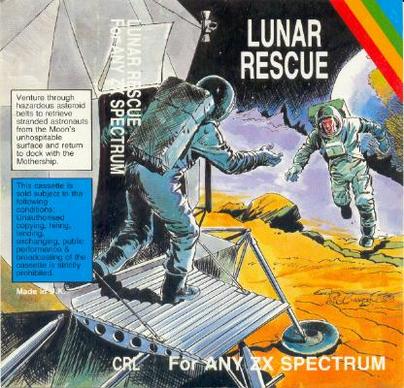 LUNAR
RESCUE
LUNAR RESCUE
For ANY ZX SPECTRUM
Venture through
hazardous asteroid
belts to retrieve
stranded astronauts
from the Moon's
unhospitable
surface and return
to dock with the
Mothership.
This cassette is
sold subject to the
following
conditions:
Unauthorised
copying, hiring,
lending,
exchanging, public
performance &
broadcasting of the
cassette is strictly
prohibited.
Made in U.K.
CRL
For ANY ZX SPECTRUM